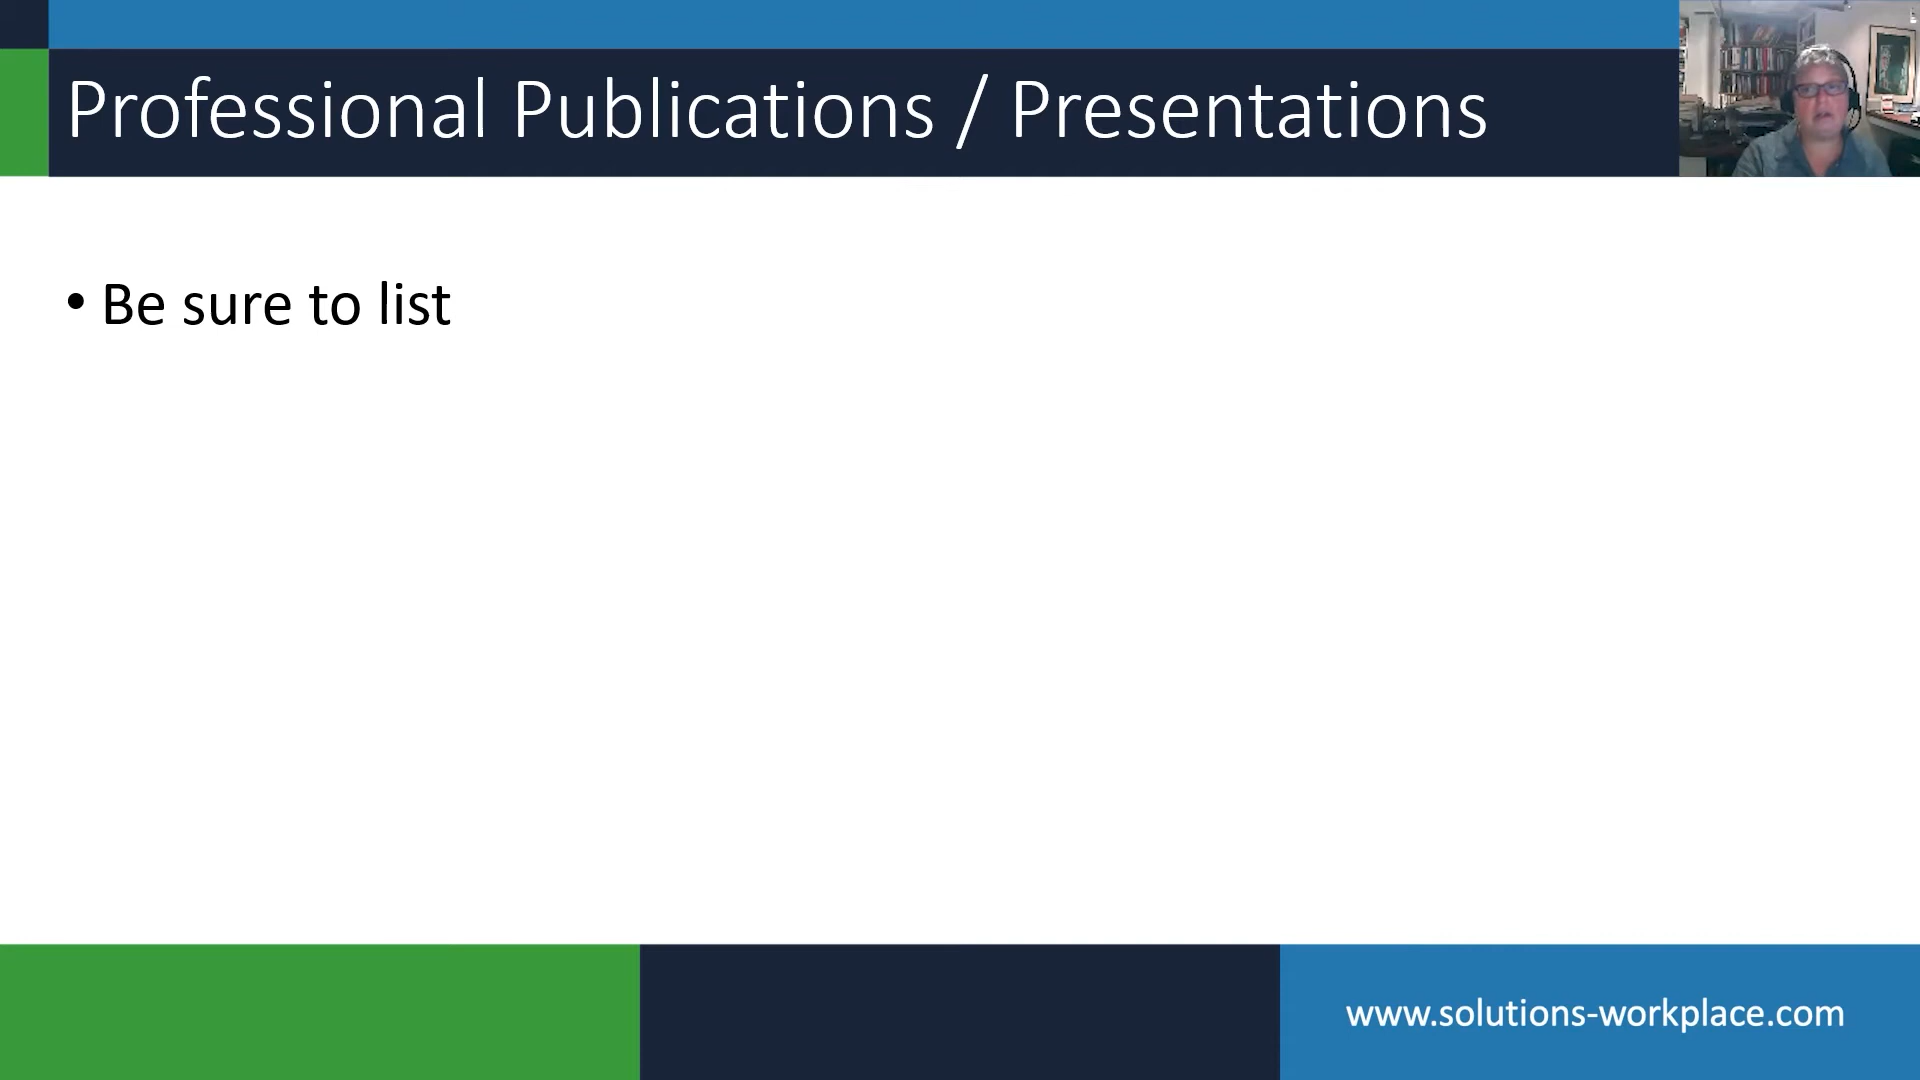 Professional Publications / Presentations
• Be sure to list
www.solutions-workplace.com